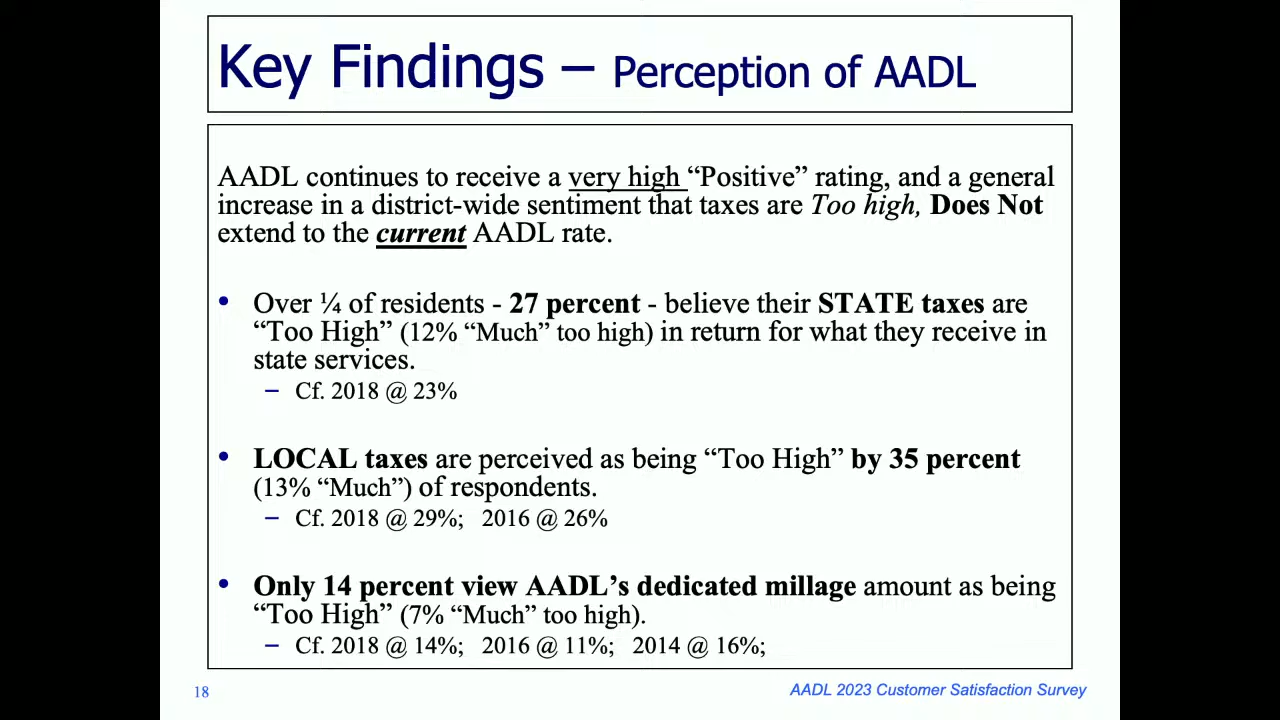 Key Findings – Perception of AADL
AADL continues to receive a very high “Positive” rating, and a general
increase in a district-wide sentiment that taxes are Too high, Does Not
extend to the current AADL rate.
• Over ¼ of residents - 27 percent - believe their STATE taxes are
“Too High” (12% “Much” too high) in return for what they receive in
state services.
– Cf. 2018 @ 23%
• LOCAL taxes are perceived as being “Too High” by 35 percent
(13% “Much”) of respondents.
– Cf. 2018 @ 29%; 2016 @ 26%
• Only 14 percent view AADL’s dedicated millage amount as being
“Too High” (7% “Much” too high).
– Cf. 2018 @ 14%; 2016 @ 11%; 2014 @ 16%;
18
AADL 2023 Customer Satisfaction Survey